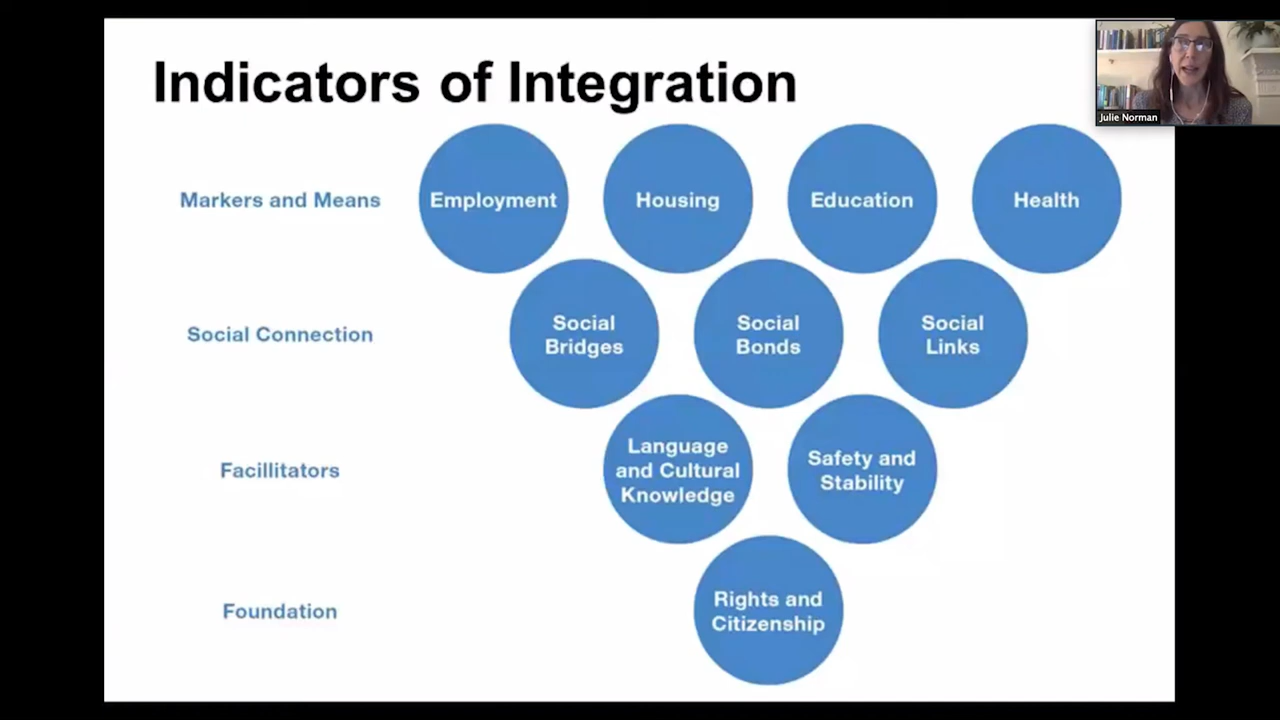 Indicators of Integration
Julie Norman
Markers and Means
Employment
Housing
Education
Health
Social Connection
Social
Bridges
Social
Bonds
Social
Links
Facillitators
Language
and Cultural
Knowledge
Safety and
Stability
Foundation
Rights and
Citizenship